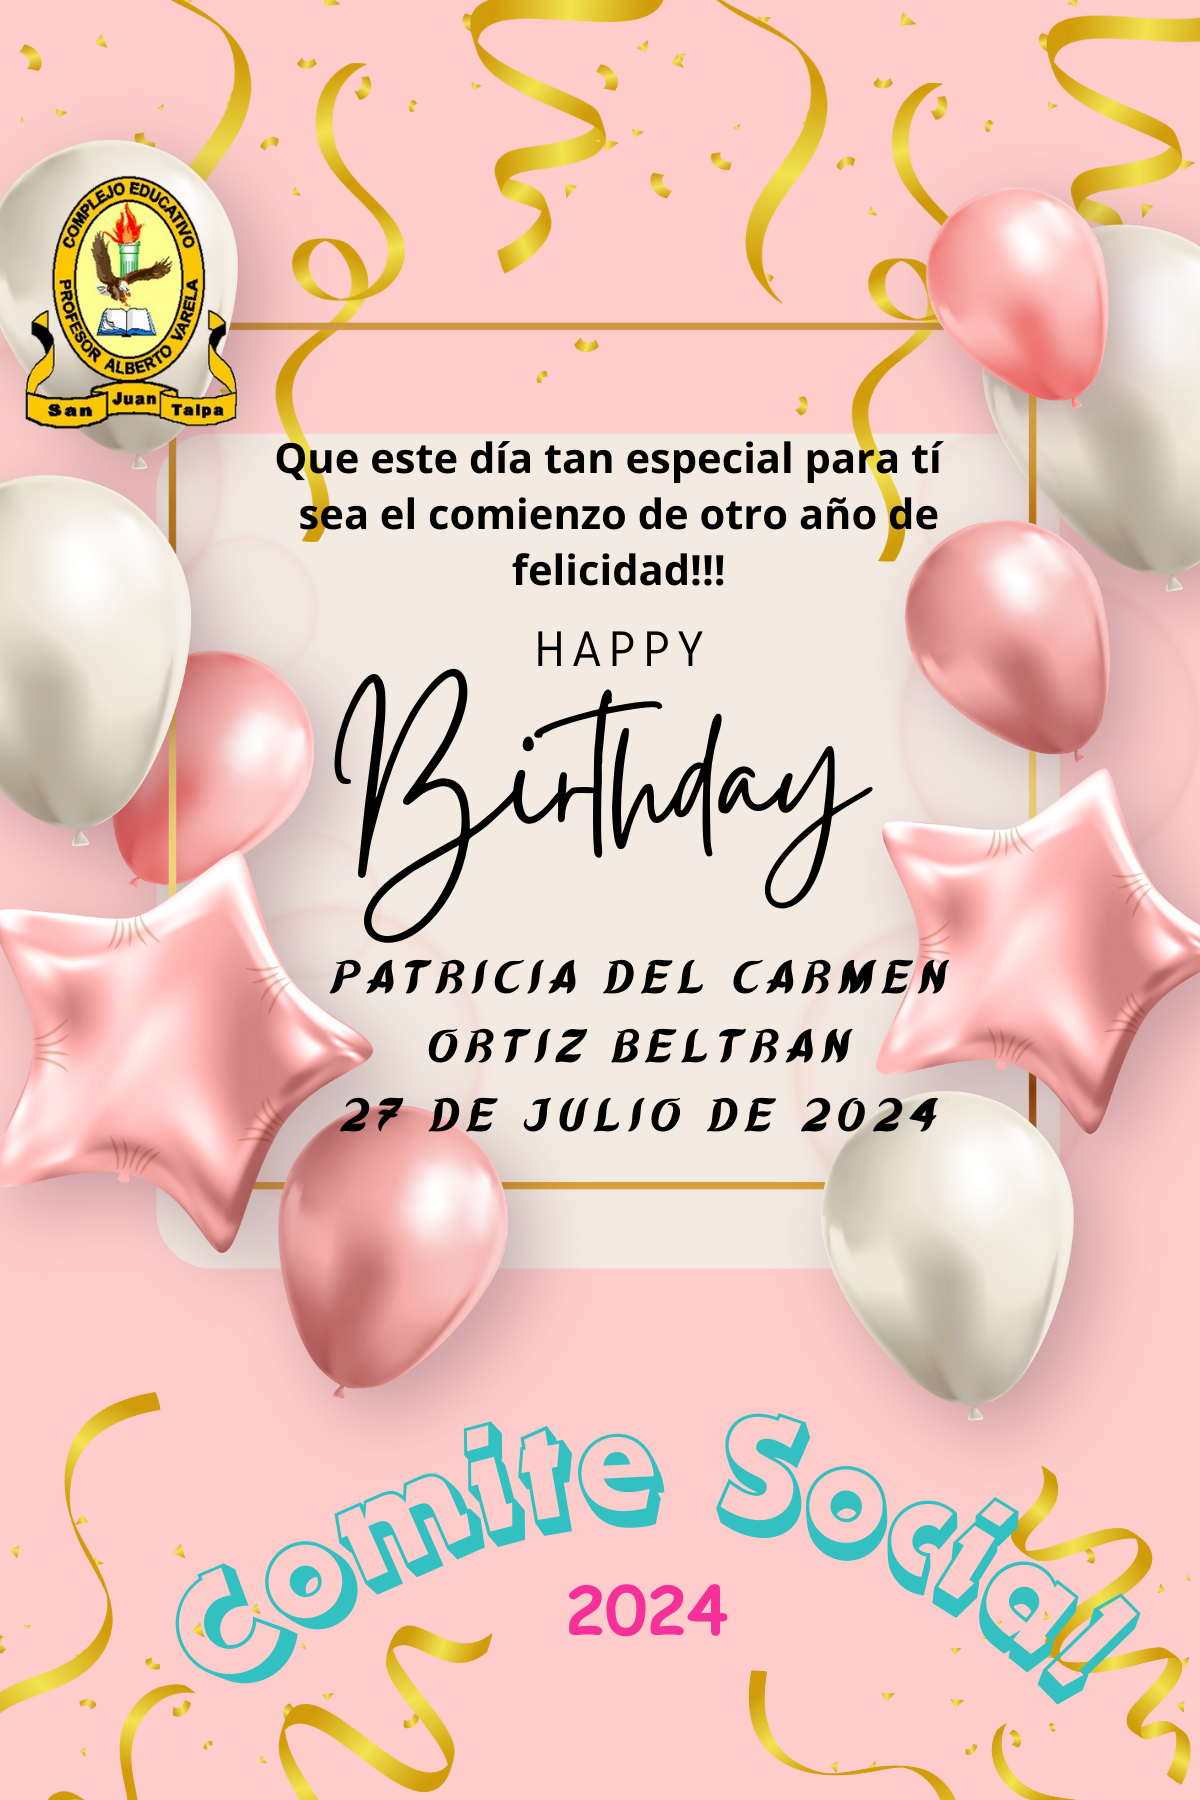 COMPLEJO EDUCATIVO
PROFESOR ALBERTO VARELA
San Juan Talpa
Que este día tan especial para tí
sea el comienzo de otro año de
felicidad!!!
HAPPY
Birthday
PATRICIA DEL CARMEN
ORTIZ BELTRAN
27 DE JULIO DE 2024
Comite Social
2024